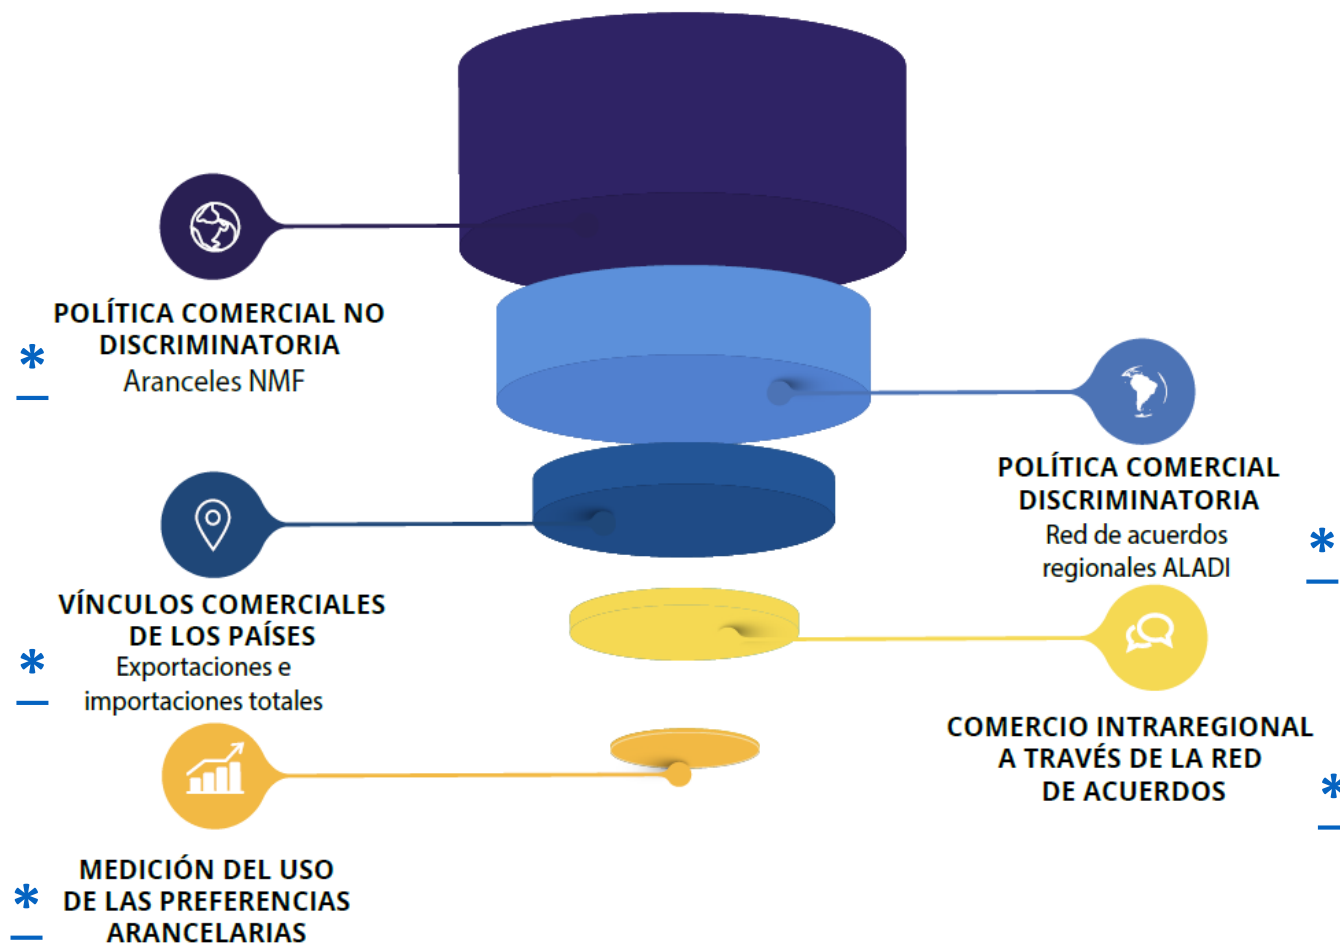 POLÍTICA COMERCIAL NO
DISCRIMINATORIA
Aranceles NMF
*
POLÍTICA COMERCIAL
DISCRIMINATORIA
Red de acuerdos
regionales ALADI
*
VÍNCULOS COMERCIALES
DE LOS PAÍSES
Exportaciones e
importaciones totales
*
COMERCIO INTRAREGIONAL
A TRAVÉS DE LA RED
DE ACUERDOS
*
MEDICIÓN DEL USO
DE LAS PREFERENCIAS
ARANCELARIAS
*